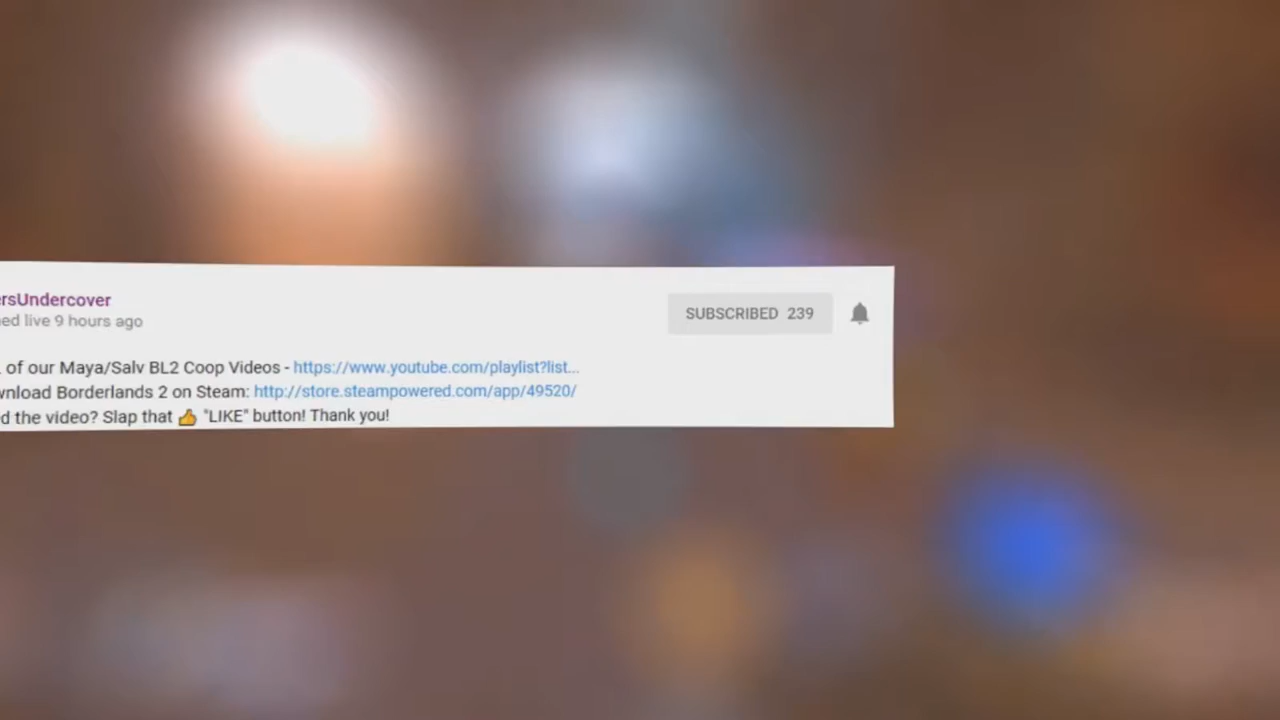 ersUndercover
SUBSCRIBED 239
ed live 9 hours ago
of our Maya/Salv BL2 Coop Videos - https://www.youtube.com/playlist?list...
wnload Borderlands 2 on Steam: http://store.steampowered.com/app/49520/
d the video? Slap that 👍 "LIKE" button! Thank you!